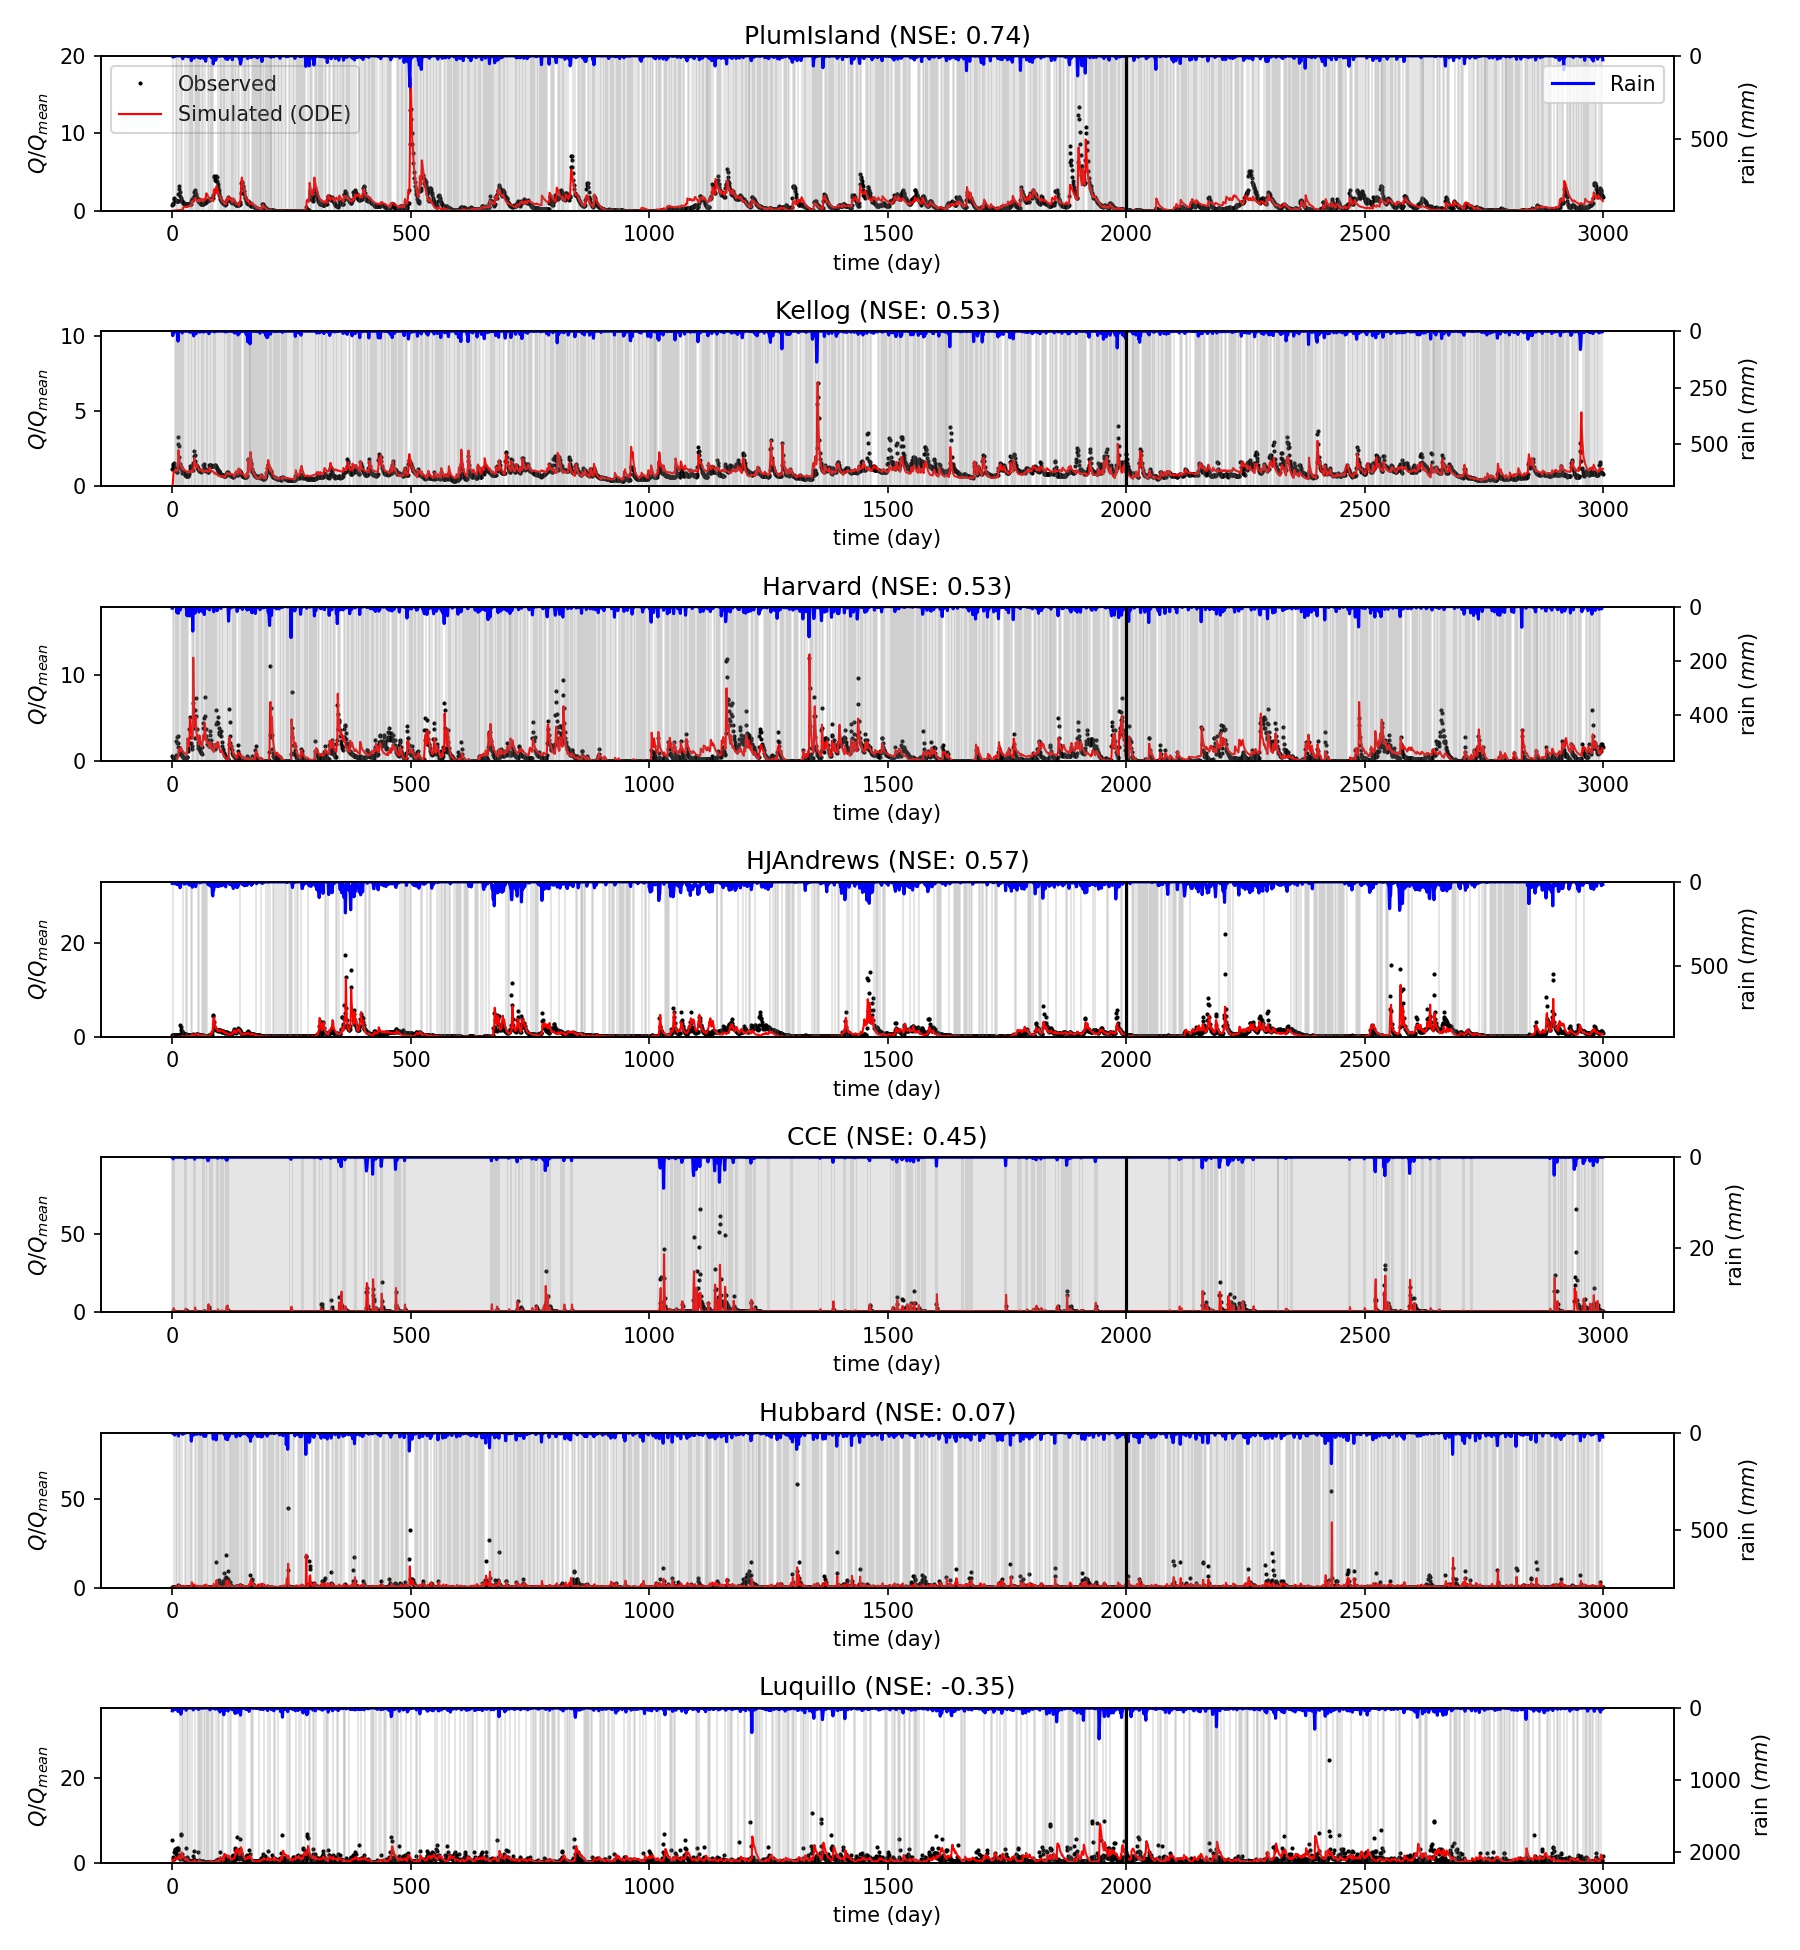 PlumIsland (NSE: 0.74)
20
10
0
Q/Q_mean
Observed
Simulated (ODE)
Rain
0
500
rain (mm)
0 500 1000 1500 2000 2500 3000
time (day)
Kellog (NSE: 0.53)
10
5
0
Q/Q_mean
0
250
500
rain (mm)
0 500 1000 1500 2000 2500 3000
time (day)
Harvard (NSE: 0.53)
10
0
Q/Q_mean
0
200
400
rain (mm)
0 500 1000 1500 2000 2500 3000
time (day)
HJAndrews (NSE: 0.57)
20
0
Q/Q_mean
0
500
rain (mm)
0 500 1000 1500 2000 2500 3000
time (day)
CCE (NSE: 0.45)
50
0
Q/Q_mean
0
20
rain (mm)
0 500 1000 1500 2000 2500 3000
time (day)
Hubbard (NSE: 0.07)
50
0
Q/Q_mean
0
500
rain (mm)
0 500 1000 1500 2000 2500 3000
time (day)
Luquillo (NSE: -0.35)
20
0
Q/Q_mean
0
1000
2000
rain (mm)
0 500 1000 1500 2000 2500 3000
time (day)